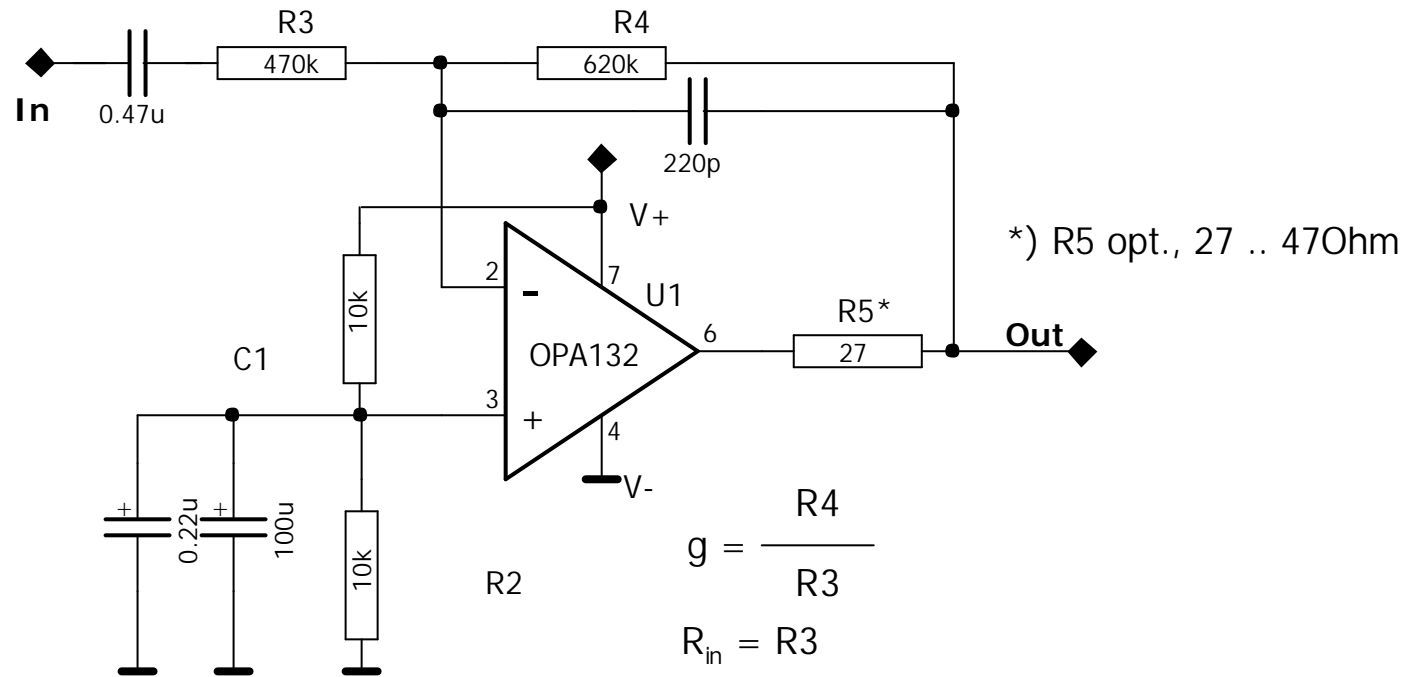 R3
R4
470k
620k
In
0.47u
220p
V+
*) R5 opt., 27 .. 47Ohm
2
7
-
U1
10k
R5*
6
Out
OPA132
27
C1
3
+
4
V-
+
0.22u
+
100u
10k
R2
g = R4
R3
Rin = R3